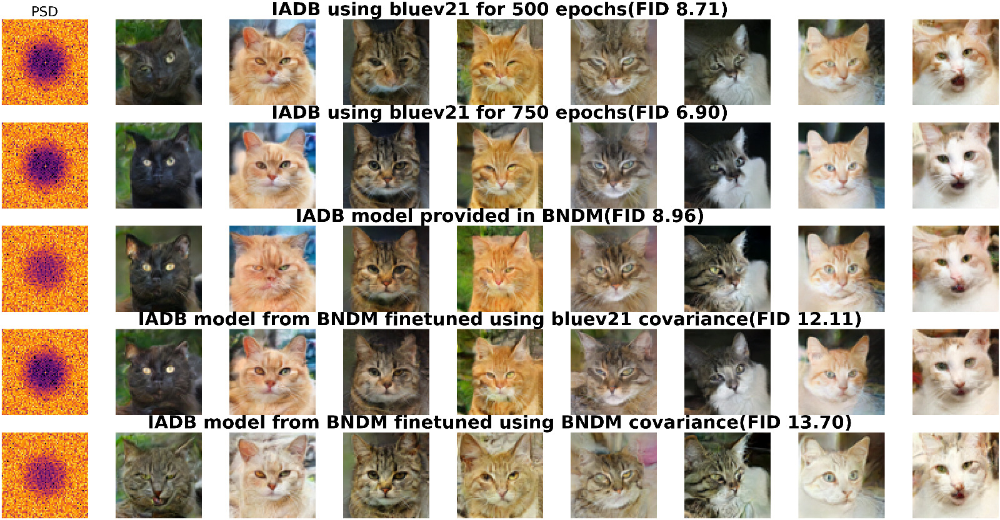 PSD
IADB using bluev21 for 500 epochs(FID 8.71)
IADB using bluev21 for 750 epochs(FID 6.90)
IADB model provided in BNDM(FID 8.96)
IADB model from BNDM finetuned using bluev21 covariance(FID 12.11)
IADB model from BNDM finetuned using BNDM covariance(FID 13.70)